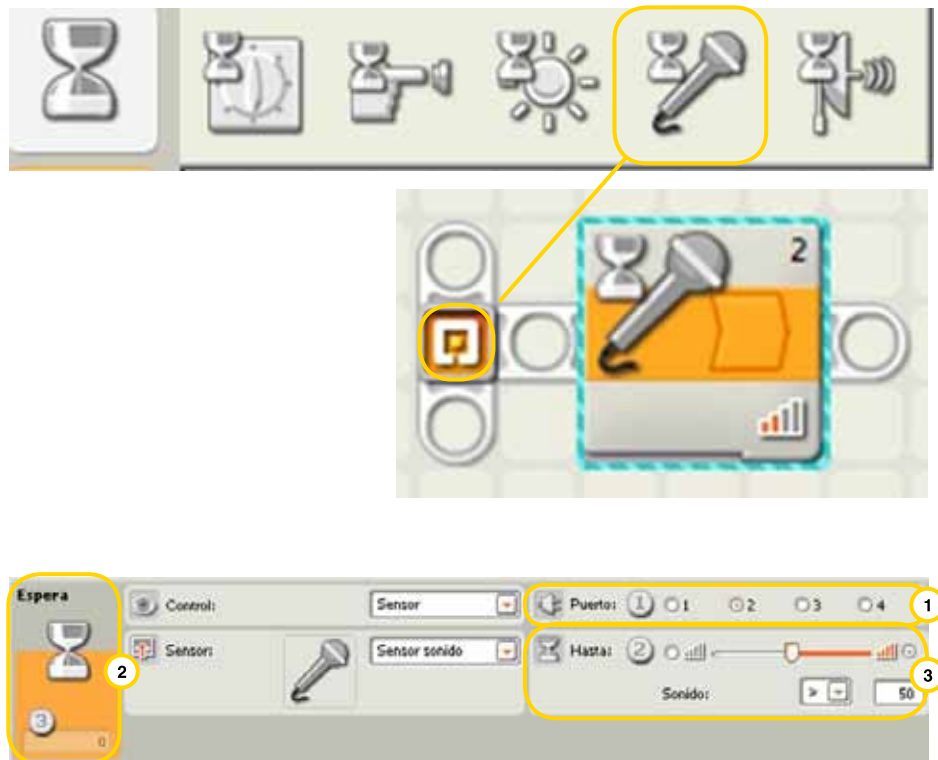 2
Espera
Control:
Sensor
Puerto: 1 1 2 3 4
1
2
Sensor:
Sensor sonido
Hasta: 2
3
Sonido: > 50
3
0